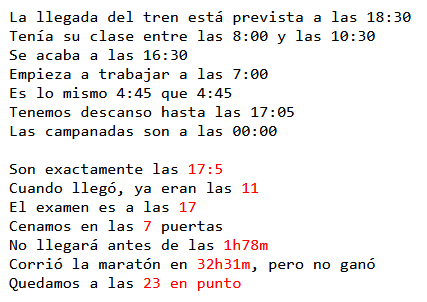 La llegada del tren está prevista a las 18:30
Tenía su clase entre las 8:00 y las 10:30
Se acaba a las 16:30
Empieza a trabajar a las 7:00
Es lo mismo 4:45 que 4:45
Tenemos descanso hasta las 17:05
Las campanadas son a las 00:00
Son exactamente las 17:5
Cuando llegó, ya eran las 11
El examen es a las 17
Cenamos en las 7 puertas
No llegará antes de las 1h78m
Corrió la maratón en 32h31m, pero no ganó
Quedamos a las 23 en punto